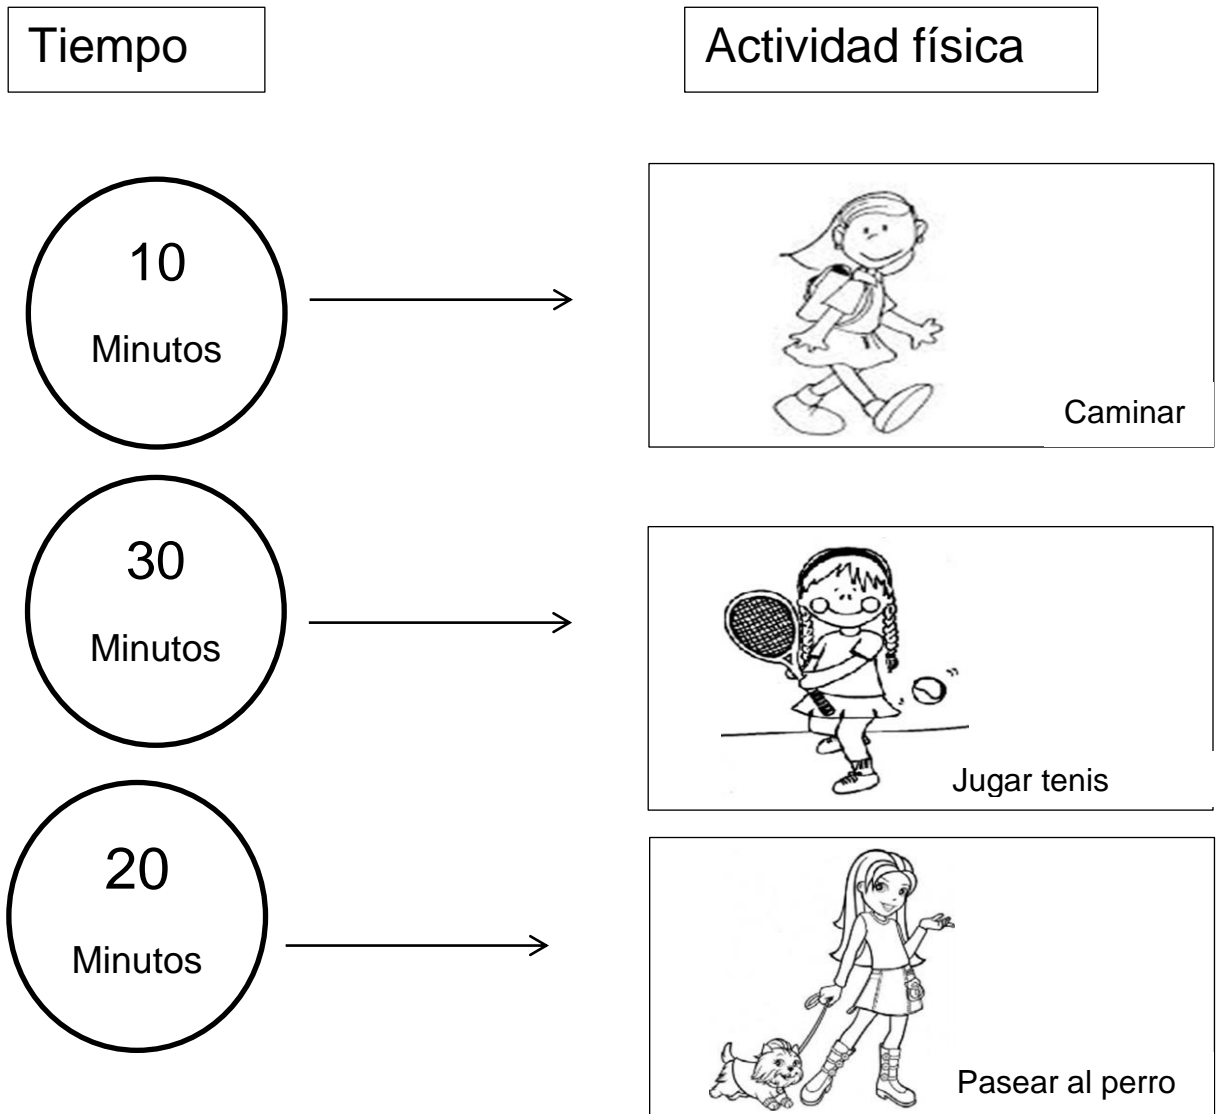 Tiempo
Actividad física
10
Minutos
Caminar
30
Minutos
Jugar tenis
20
Minutos
Pasear al perro